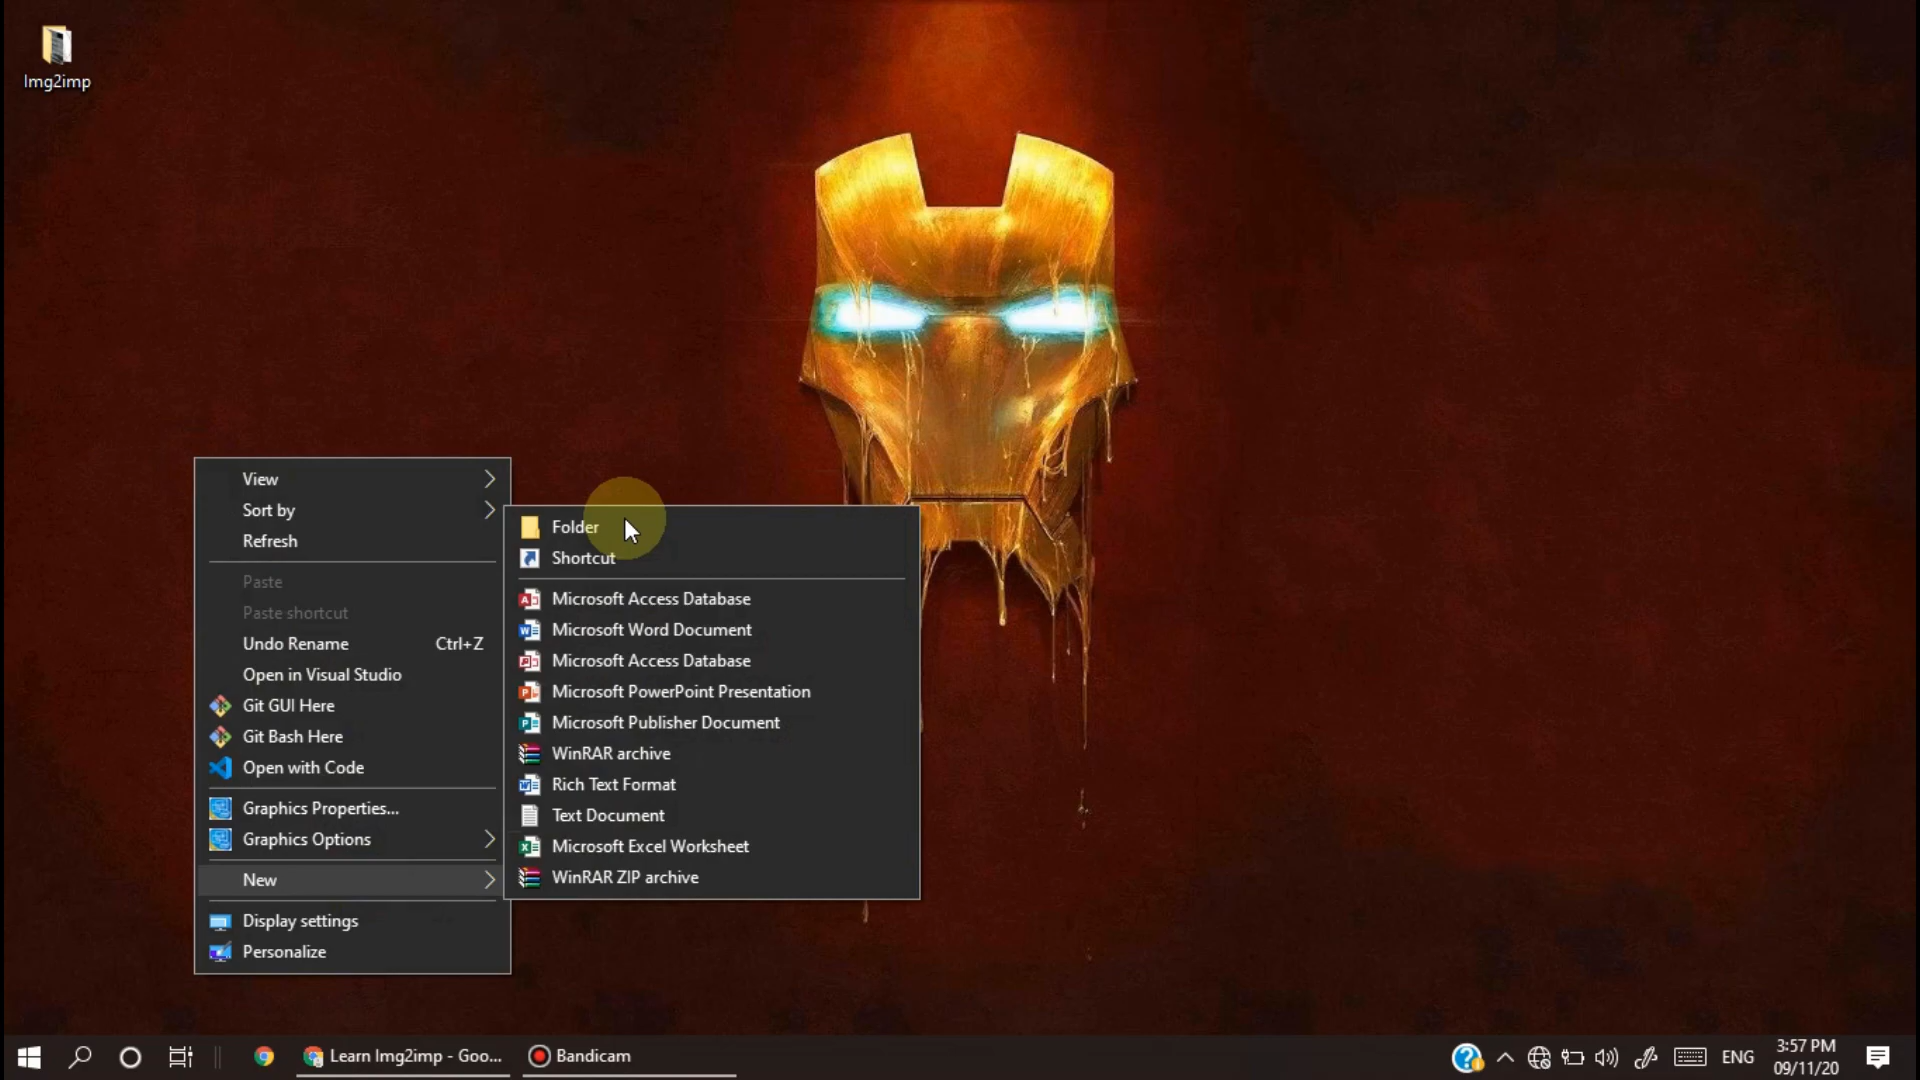 Img2imp
View
Sort by
Refresh
Paste
Paste shortcut
Undo Rename Ctrl+Z
Open in Visual Studio
Git GUI Here
Git Bash Here
Open with Code
Graphics Properties...
Graphics Options
New
Display settings
Personalize
Folder
Shortcut
Microsoft Access Database
Microsoft Word Document
Microsoft Access Database
Microsoft PowerPoint Presentation
Microsoft Publisher Document
WinRAR archive
Rich Text Format
Text Document
Microsoft Excel Worksheet
WinRAR ZIP archive
Learn Img2imp - Goo...
Bandicam
ENG
3:57 PM
09/11/20